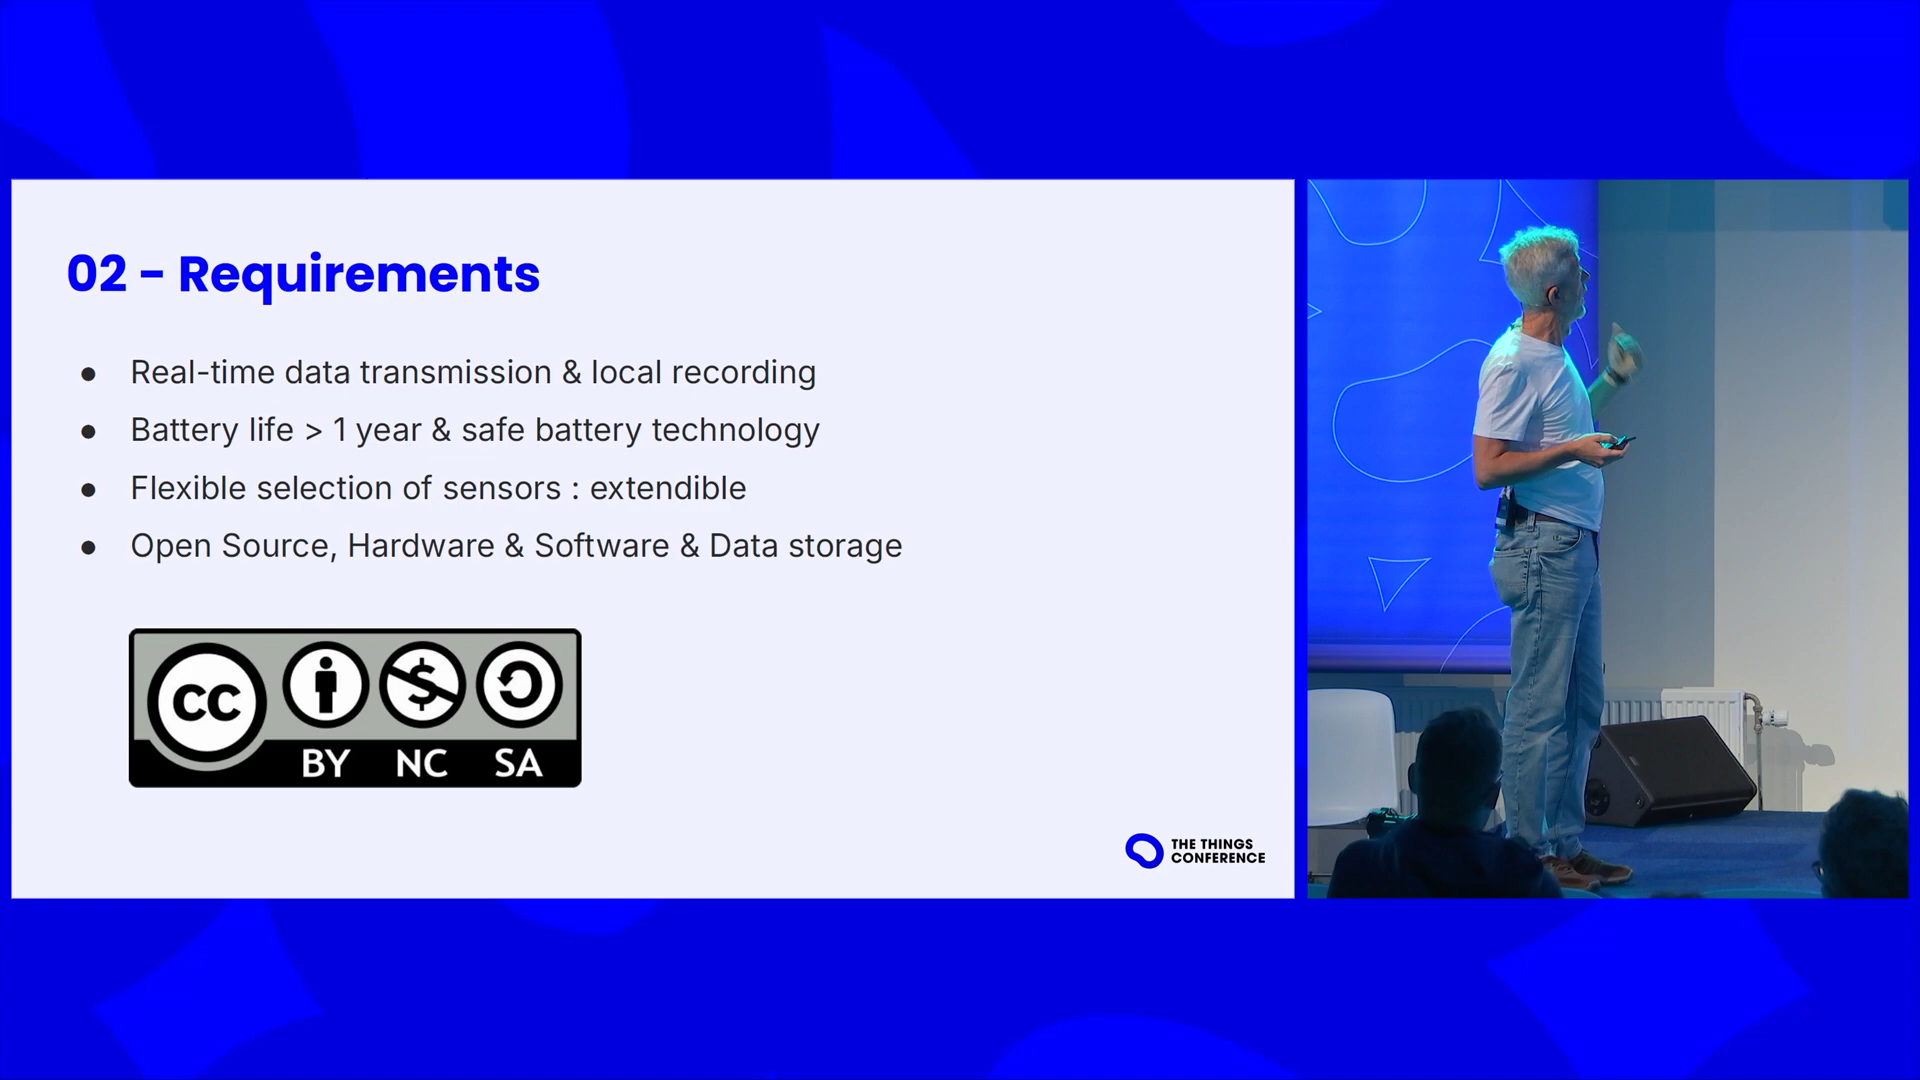 02 - Requirements
● Real-time data transmission & local recording
● Battery life > 1 year & safe battery technology
● Flexible selection of sensors : extendible
● Open Source, Hardware & Software & Data storage
cc
BY NC SA
THE THINGS
CONFERENCE